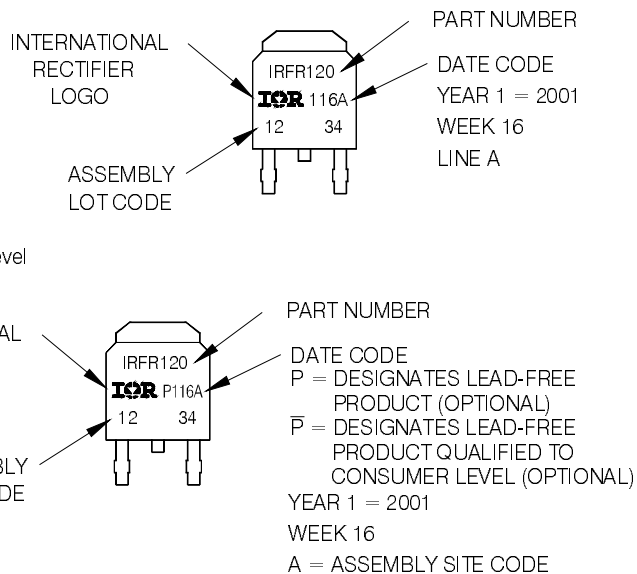 INTERNATIONAL
RECTIFIER
LOGO
ASSEMBLY
LOT CODE
IRFR120
IOR 116A
12 34
PART NUMBER
DATE CODE
YEAR 1 = 2001
WEEK 16
LINE A
evel
AL
BLY
DE
IRFR120
IOR P116A
12 34
PART NUMBER
DATE CODE
P = DESIGNATES LEAD-FREE
PRODUCT (OPTIONAL)
P̅ = DESIGNATES LEAD-FREE
PRODUCT QUALIFIED TO
CONSUMER LEVEL (OPTIONAL)
YEAR 1 = 2001
WEEK 16
A = ASSEMBLY SITE CODE